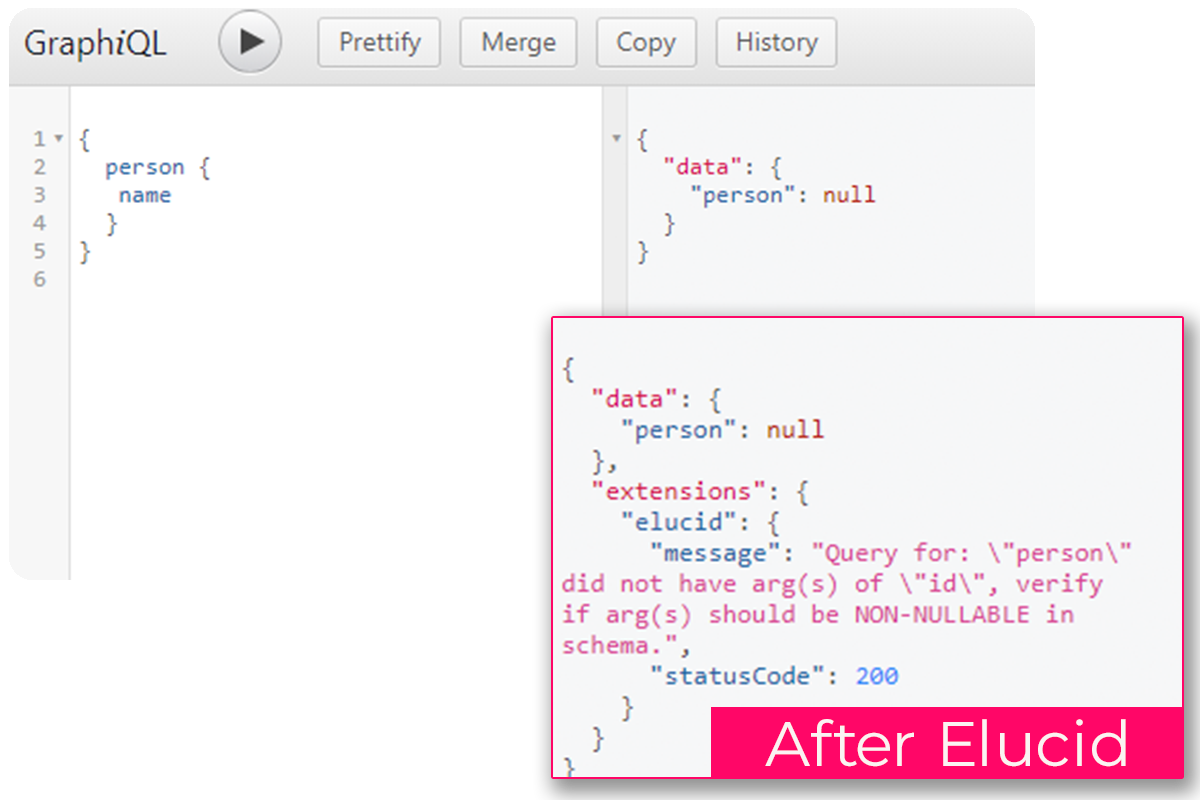 GraphiQL Prettify Merge Copy History
1 {
2 person {
3 name
4 }
5 }
6
{
"data": {
"person": null
}
}
{
"data": {
"person": null
},
"extensions": {
"elucid": {
"message": "Query for: \"person\"
did not have arg(s) of \"id\", verify
if arg(s) should be NON-NULLABLE in
schema.",
"statusCode": 200
}
}
}
After Elucid